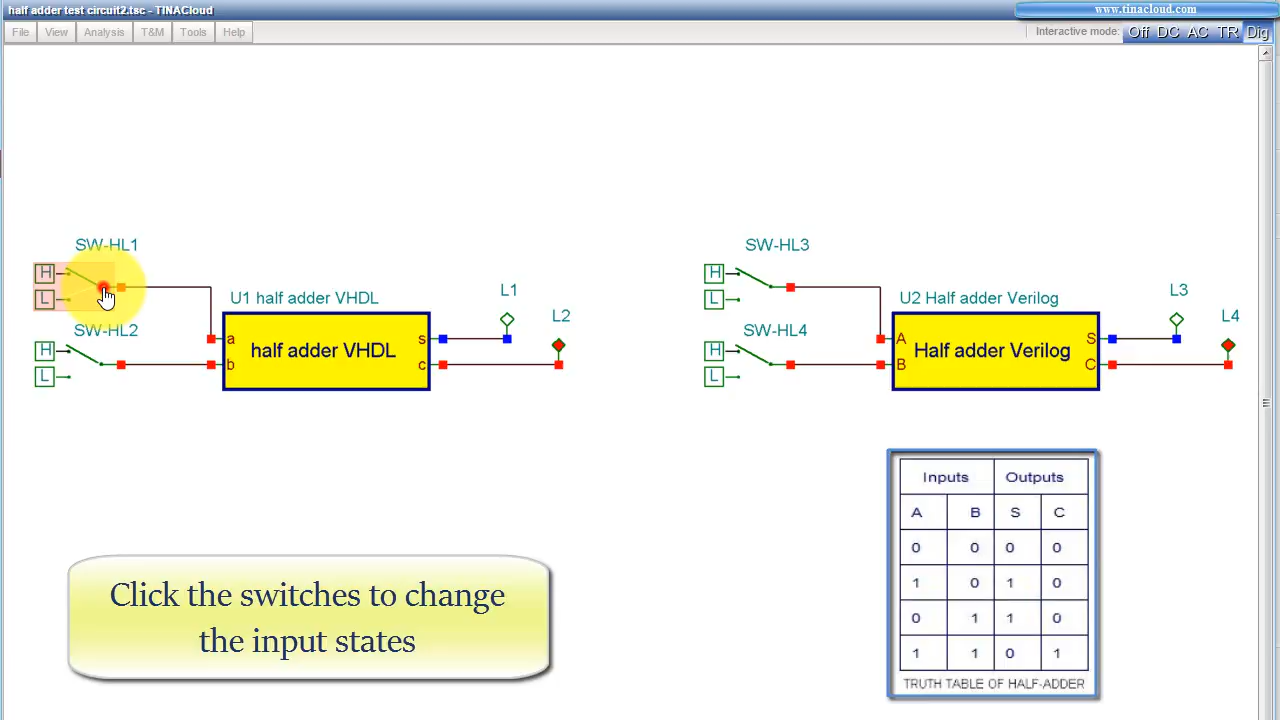 half adder test circuit2.tsc - TINACloud
www.tinacloud.com
File View Analysis T&M Tools Help
Interactive mode: Off DC AC TR Dig
SW-HL1
H
L
SW-HL2
H
L
U1 half adder VHDL
a
b
half adder VHDL
s
c
L1
L2
SW-HL3
H
L
SW-HL4
H
L
U2 Half adder Verilog
A
B
Half adder Verilog
S
C
L3
L4
Click the switches to change
the input states
Inputs Outputs
A B S C
0 0 0 0
1 0 1 0
0 1 1 0
1 1 0 1
TRUTH TABLE OF HALF-ADDER